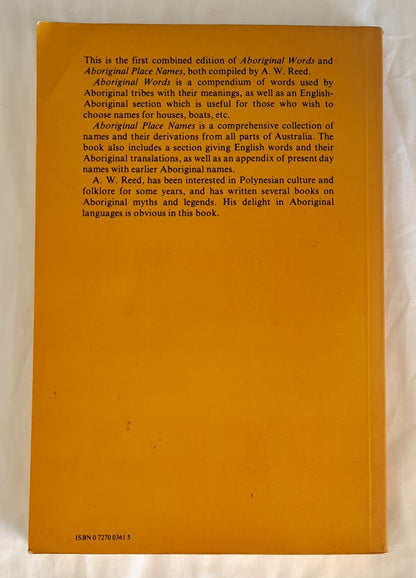 This is the first combined edition of Aboriginal Words and
Aboriginal Place Names, both compiled by A. W. Reed.
Aboriginal Words is a compendium of words used by
Aboriginal tribes with their meanings, as well as an English-
Aboriginal section which is useful for those who wish to
choose names for houses, boats, etc.
Aboriginal Place Names is a comprehensive collection of
names and their derivations from all parts of Australia. The
book also includes a section giving English words and their
Aboriginal translations, as well as an appendix of present day
names with earlier Aboriginal names.
A. W. Reed, has been interested in Polynesian culture and
folklore for some years, and has written several books on
Aboriginal myths and legends. His delight in Aboriginal
languages is obvious in this book.
ISBN 0 7270 0361 5